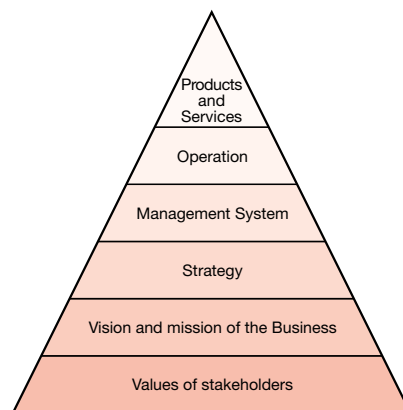 Products
and
Services
Operation
Management System
Strategy
Vision and mission of the Business
Values of stakeholders